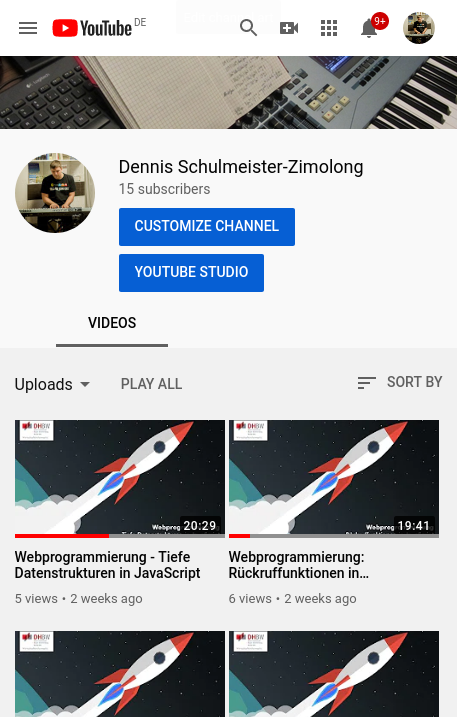 YouTube DE
9+
Dennis Schulmeister-Zimolong
15 subscribers
CUSTOMIZE CHANNEL
YOUTUBE STUDIO
VIDEOS
Uploads PLAY ALL SORT BY
DHBW DHBW
20:29 19:41
Webprogrammierung - Tiefe
Datenstrukturen in JavaScript
5 views • 2 weeks ago
Webprogrammierung:
Rückruffunktionen in…
6 views • 2 weeks ago
DHBW DHBW